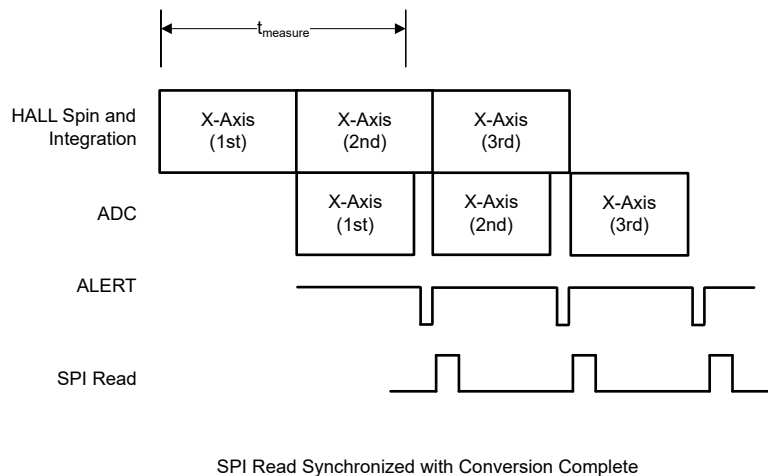 tmeasure
HALL Spin and
Integration
X-Axis
(1st)
X-Axis
(2nd)
X-Axis
(3rd)
ADC
X-Axis
(1st)
X-Axis
(2nd)
X-Axis
(3rd)
ALERT
SPI Read
SPI Read Synchronized with Conversion Complete